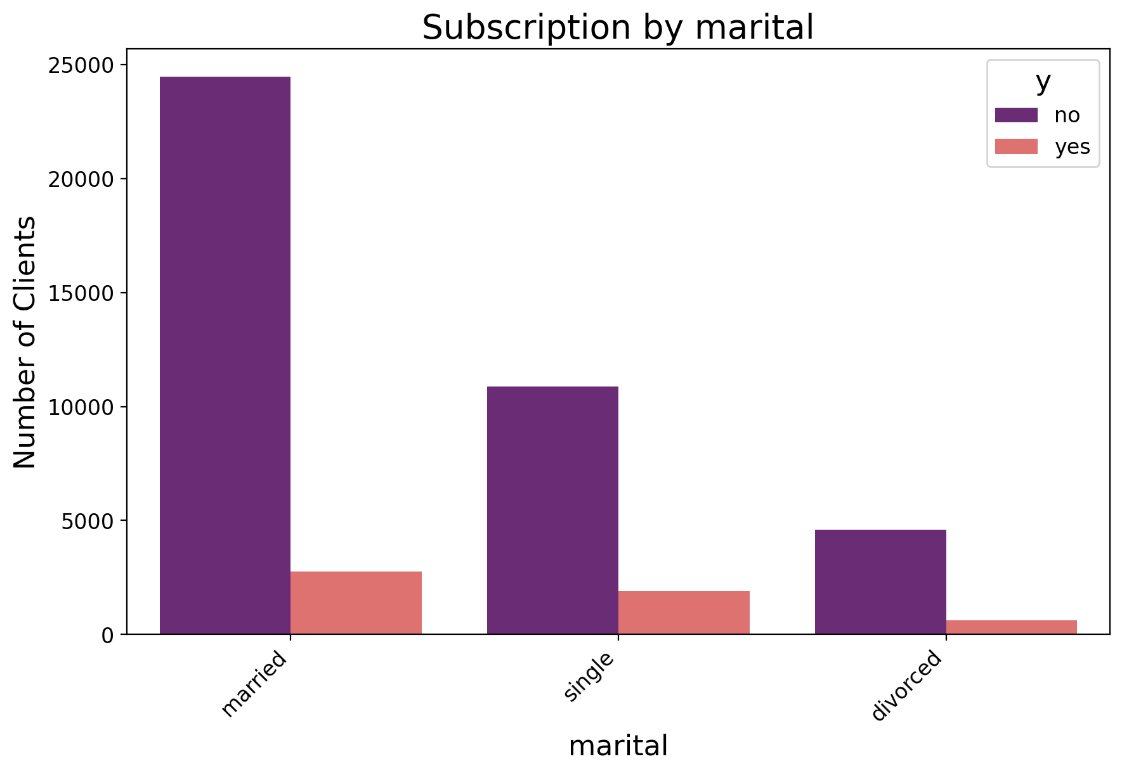 Subscription by marital
y
no
yes
Number of Clients
25000
20000
15000
10000
5000
0
married
single
divorced
marital